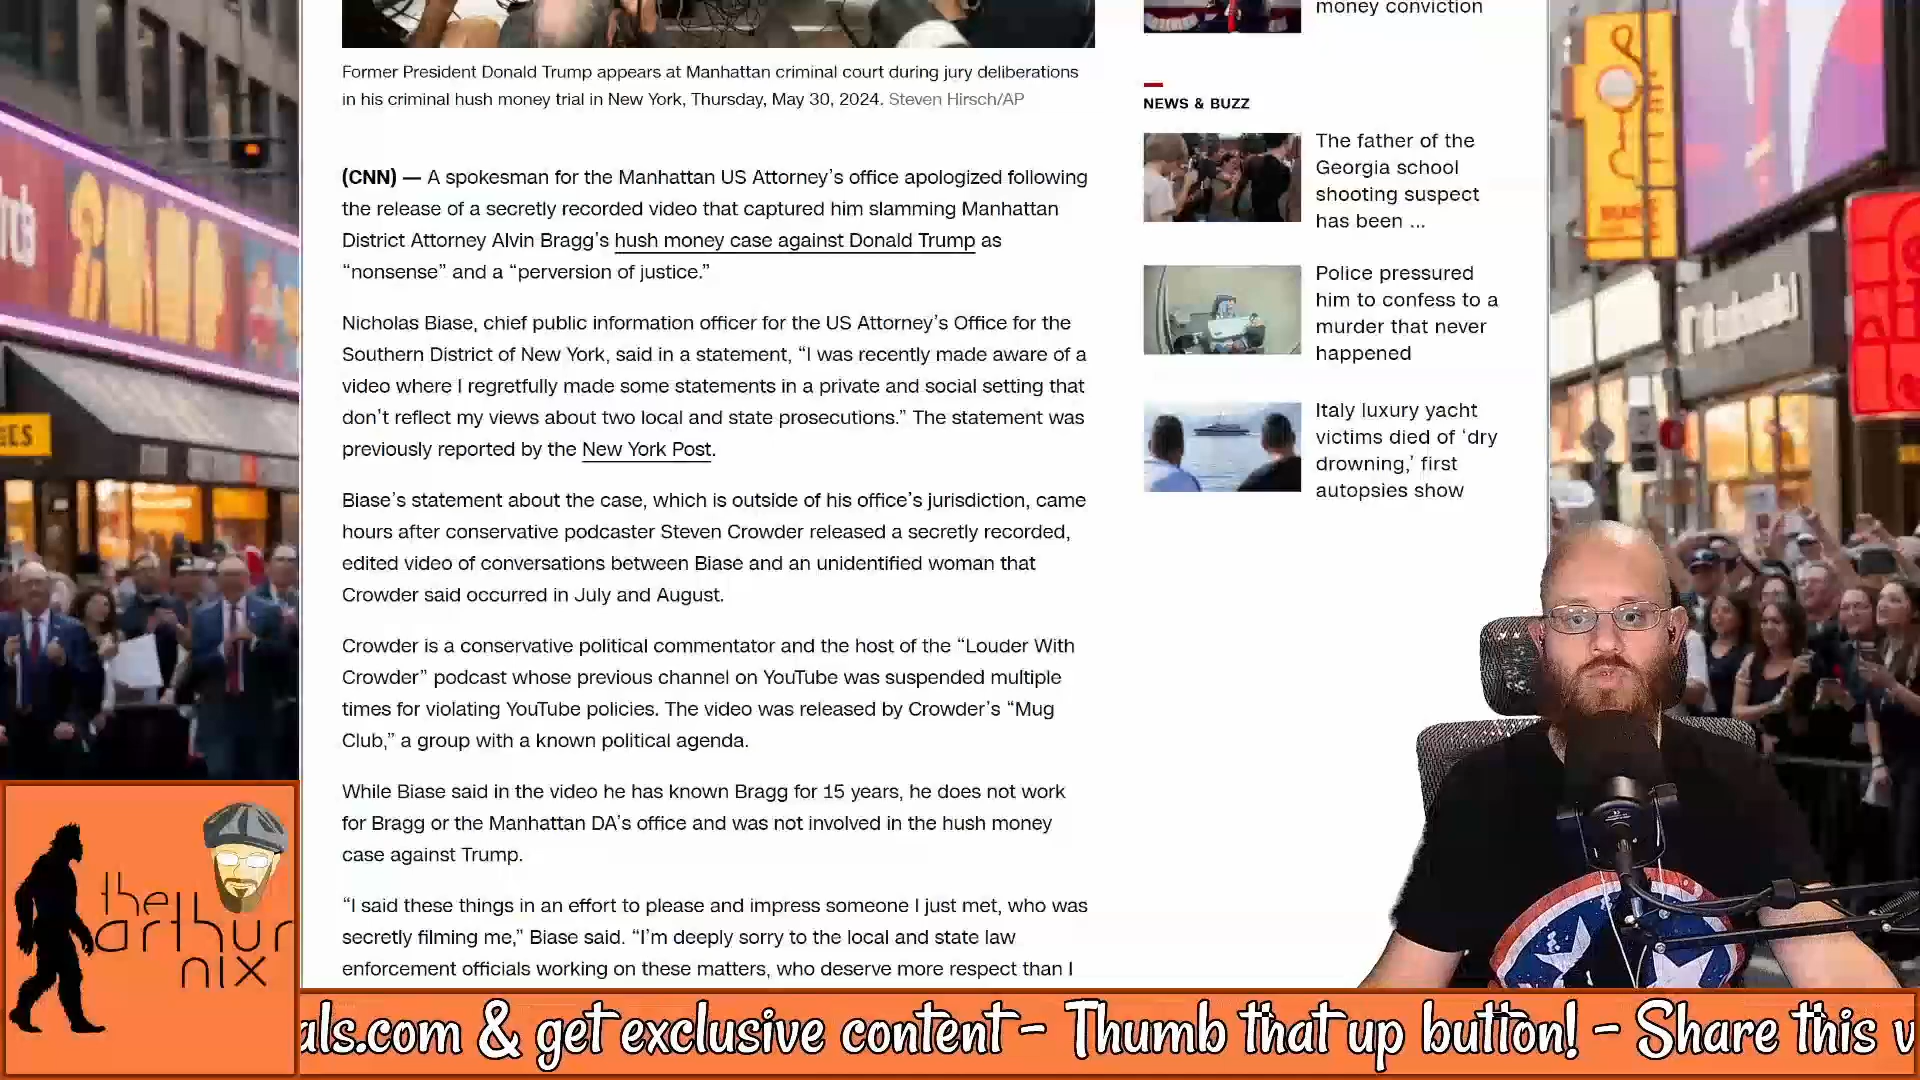 Former President Donald Trump appears at Manhattan criminal court during jury deliberations
in his criminal hush money trial in New York, Thursday, May 30, 2024. Steven Hirsch/AP
(CNN) — A spokesman for the Manhattan US Attorney’s office apologized following
the release of a secretly recorded video that captured him slamming Manhattan
District Attorney Alvin Bragg’s hush money case against Donald Trump as
“nonsense” and a “perversion of justice.”
Nicholas Biase, chief public information officer for the US Attorney’s Office for the
Southern District of New York, said in a statement, “I was recently made aware of a
video where I regretfully made some statements in a private and social setting that
don’t reflect my views about two local and state prosecutions.” The statement was
previously reported by the New York Post.
Biase’s statement about the case, which is outside of his office’s jurisdiction, came
hours after conservative podcaster Steven Crowder released a secretly recorded,
edited video of conversations between Biase and an unidentified woman that
Crowder said occurred in July and August.
Crowder is a conservative political commentator and the host of the “Louder With
Crowder” podcast whose previous channel on YouTube was suspended multiple
times for violating YouTube policies. The video was released by Crowder’s “Mug
Club,” a group with a known political agenda.
While Biase said in the video he has known Bragg for 15 years, he does not work
for Bragg or the Manhattan DA’s office and was not involved in the hush money
case against Trump.
“I said these things in an effort to please and impress someone I just met, who was
secretly filming me,” Biase said. “I’m deeply sorry to the local and state law
enforcement officials working on these matters, who deserve more respect than I
money conviction
NEWS & BUZZ
The father of the
Georgia school
shooting suspect
has been ...
Police pressured
him to confess to a
murder that never
happened
Italy luxury yacht
victims died of ‘dry
drowning,’ first
autopsies show
the
arthur
nix
als.com & get exclusive content - Thumb that up button! - Share this v